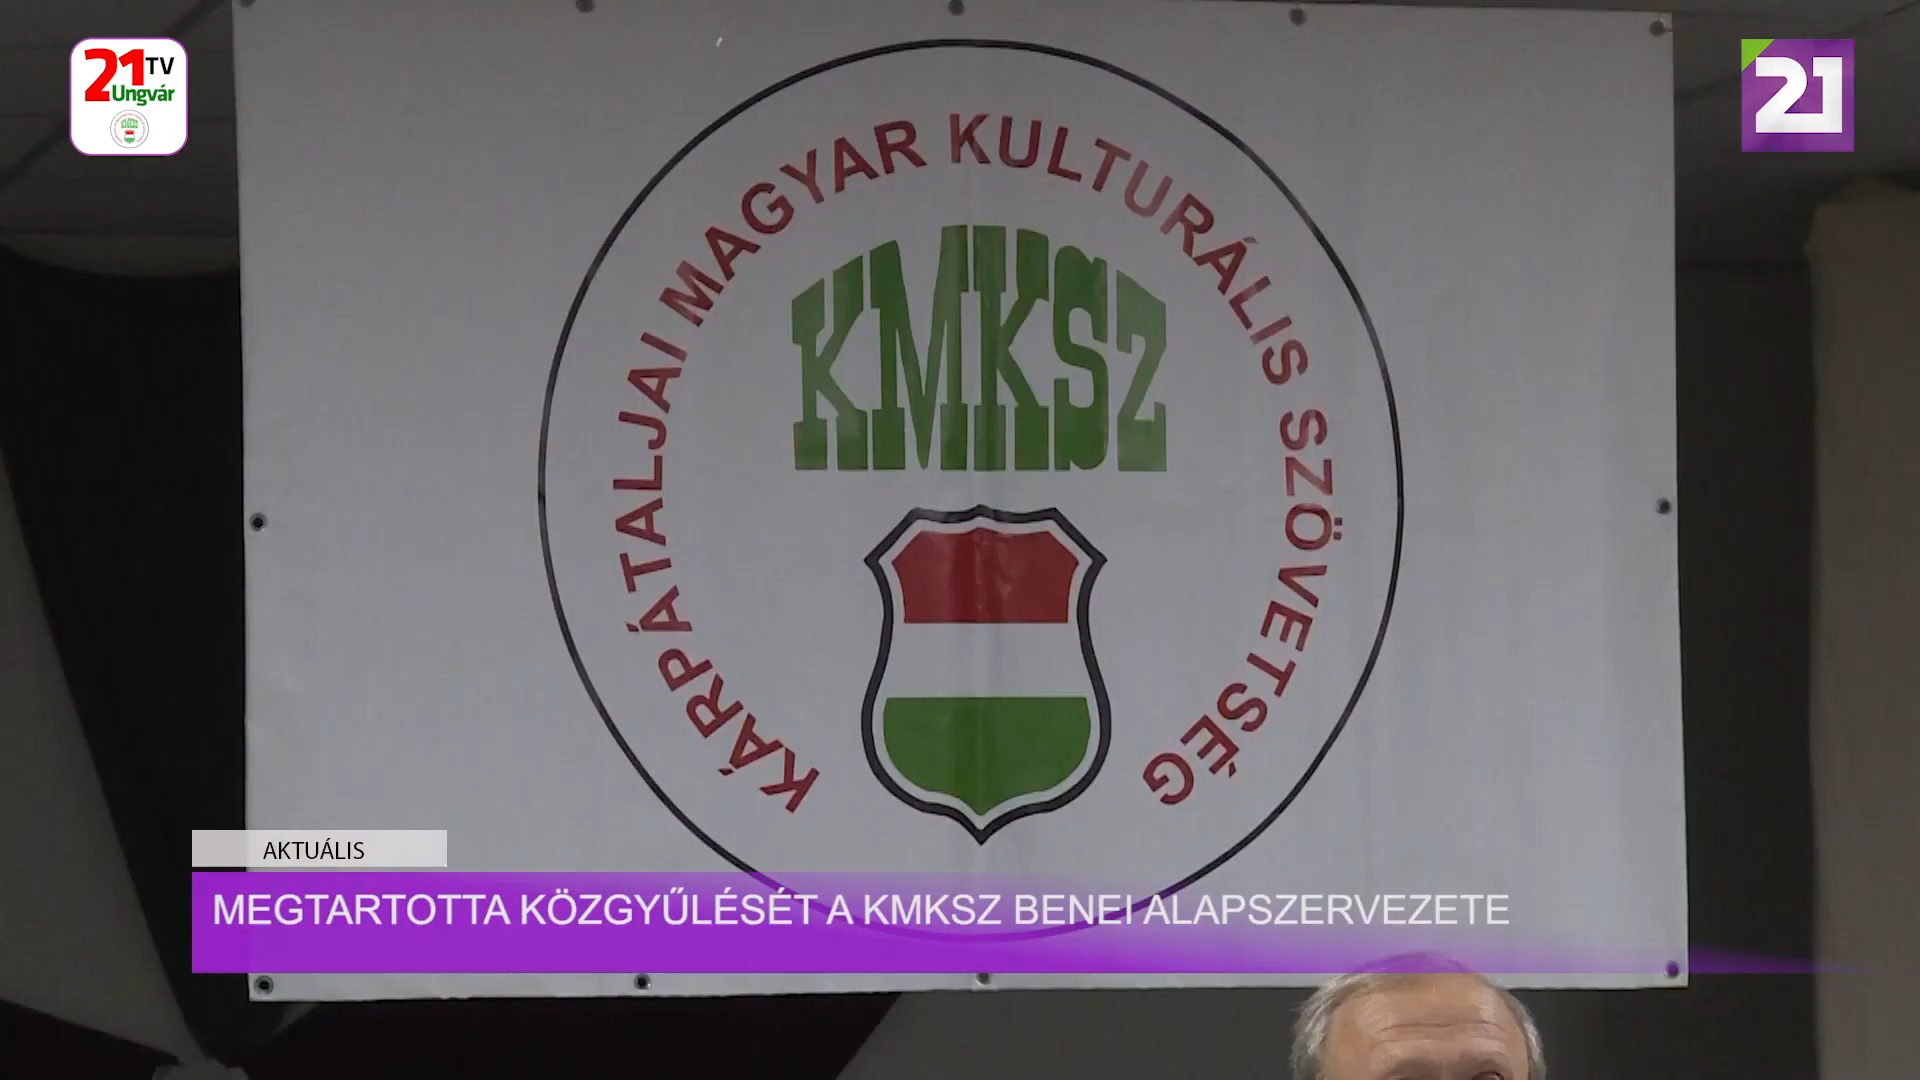 21 TV
Ungvár
21
KÁRPÁTALJAI MAGYAR KULTURÁLIS SZÖVETSÉG
KMKSZ
AKTUÁLIS
MEGTARTOTTA KÖZGYŰLÉSÉT A KMKSZ BENEI ALAPSZERVEZETE